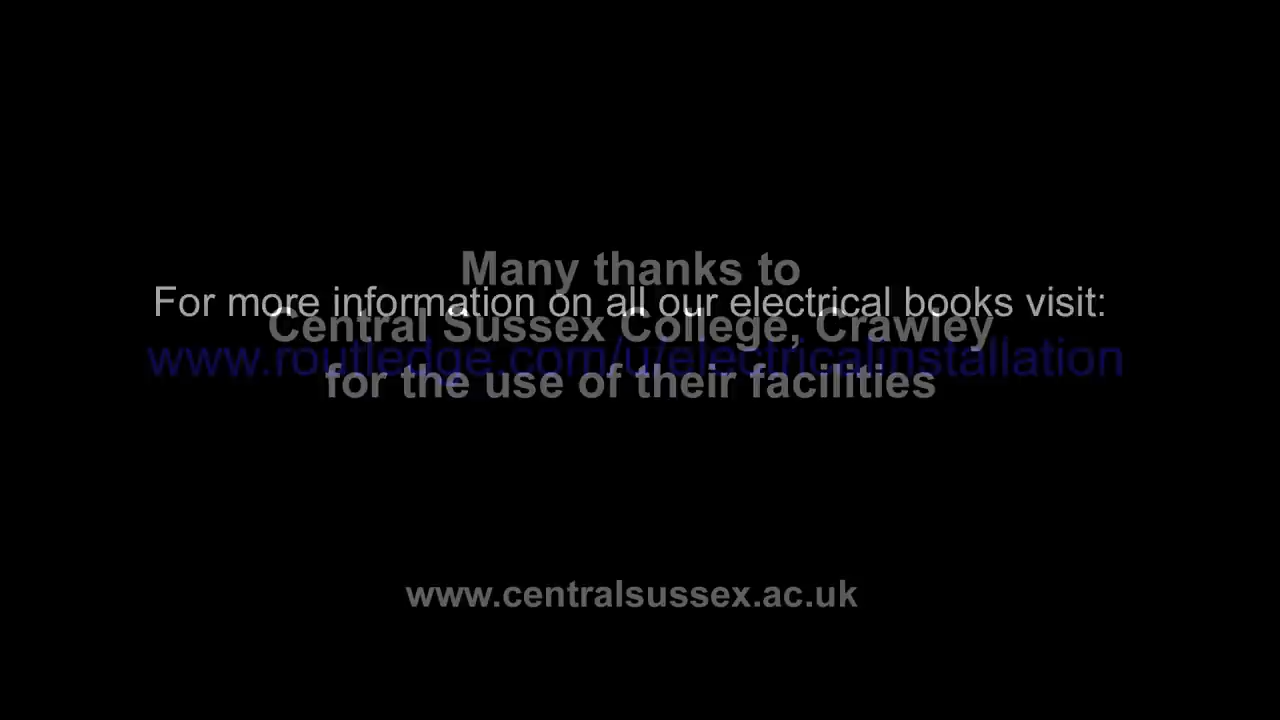 Many thanks to
For more information on all our electrical books visit:
Central Sussex College, Crawley
www.routledge.com/u/electricalinstallation
for the use of their facilities
www.centralsussex.ac.uk